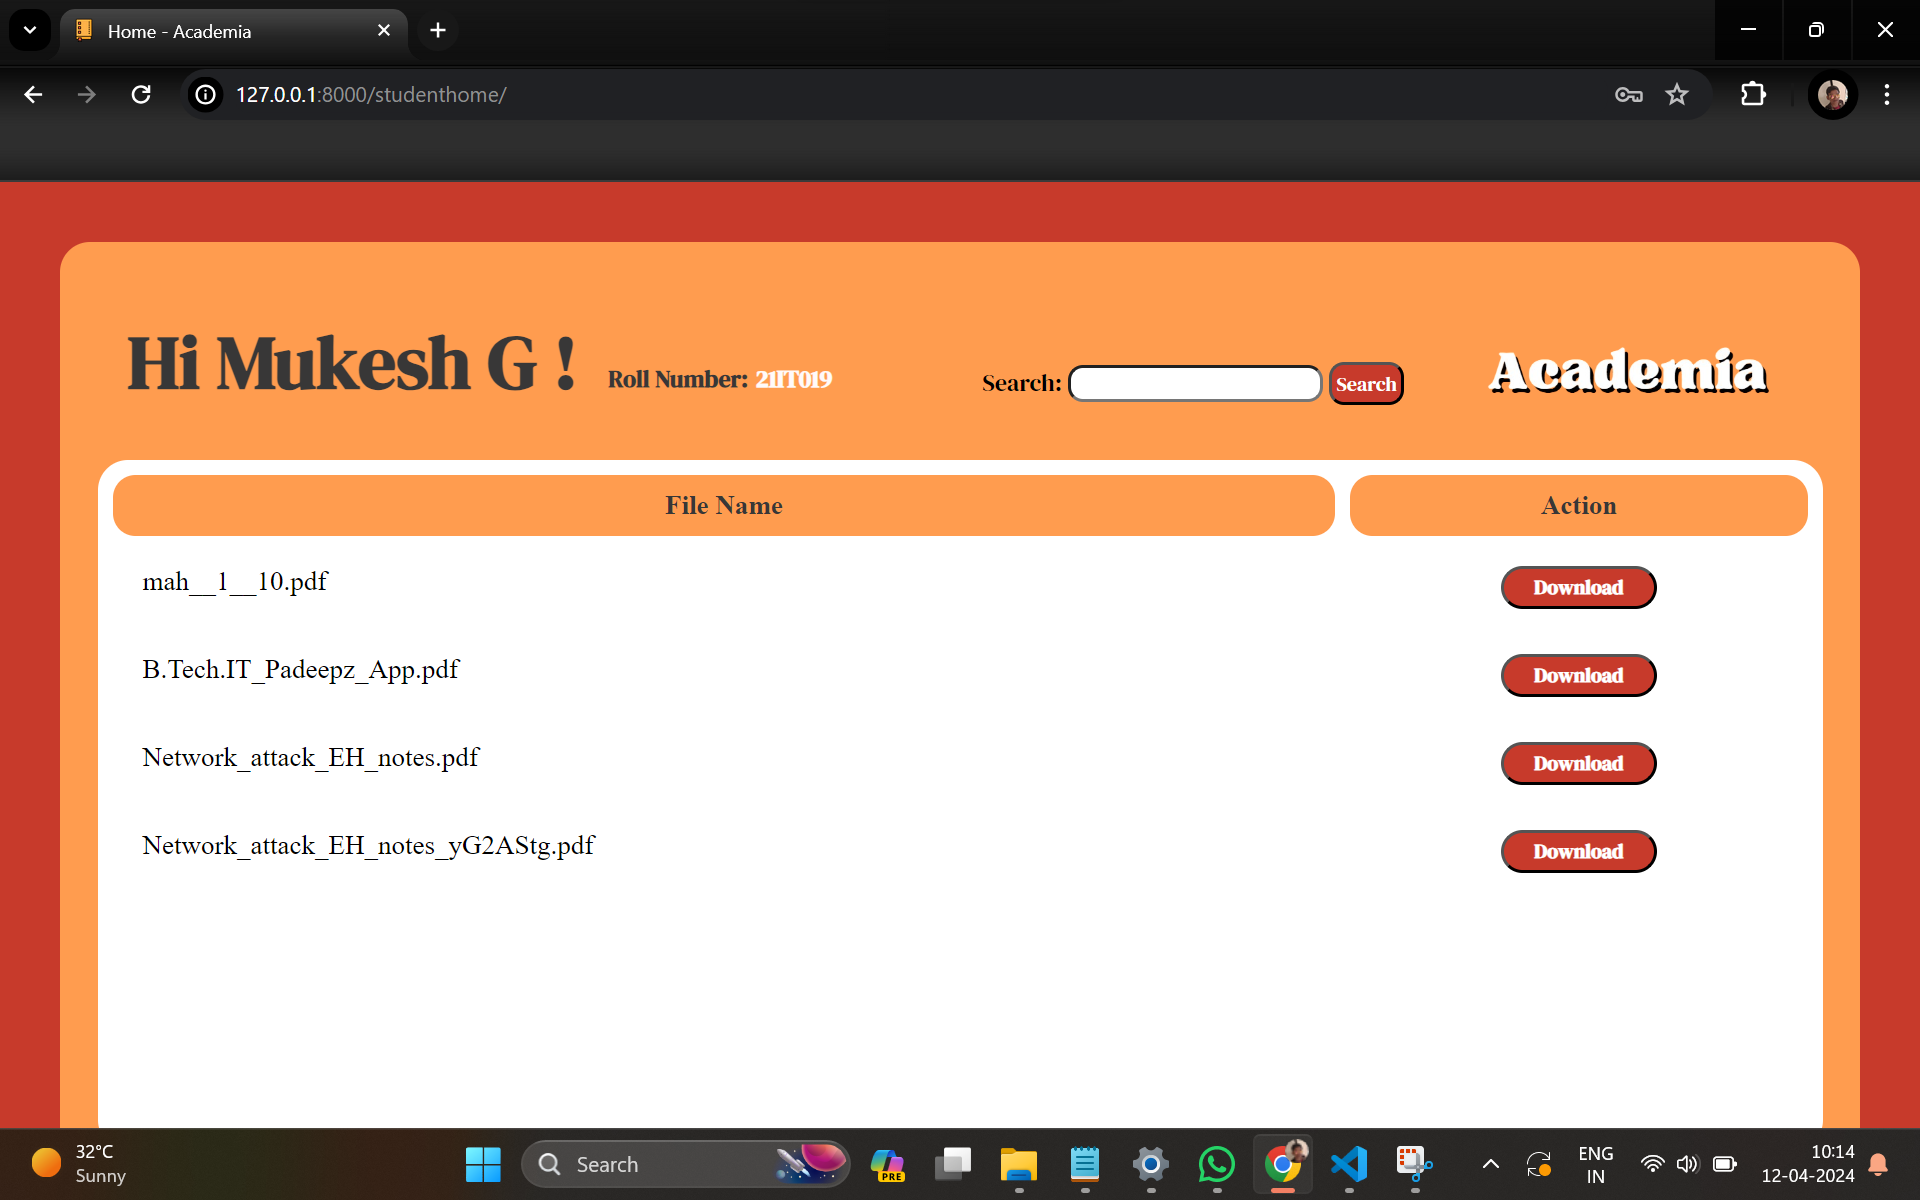 Home - Academia
127.0.0.1:8000/studenthome/
Hi Mukesh G !
Roll Number: 21IT019
Search:
Search
Academia
File Name
Action
mah__1__10.pdf
Download
B.Tech.IT_Padeepz_App.pdf
Download
Network_attack_EH_notes.pdf
Download
Network_attack_EH_notes_yG2AStg.pdf
Download
32°C
Sunny
Search
PRE
ENG
IN
10:14
12-04-2024